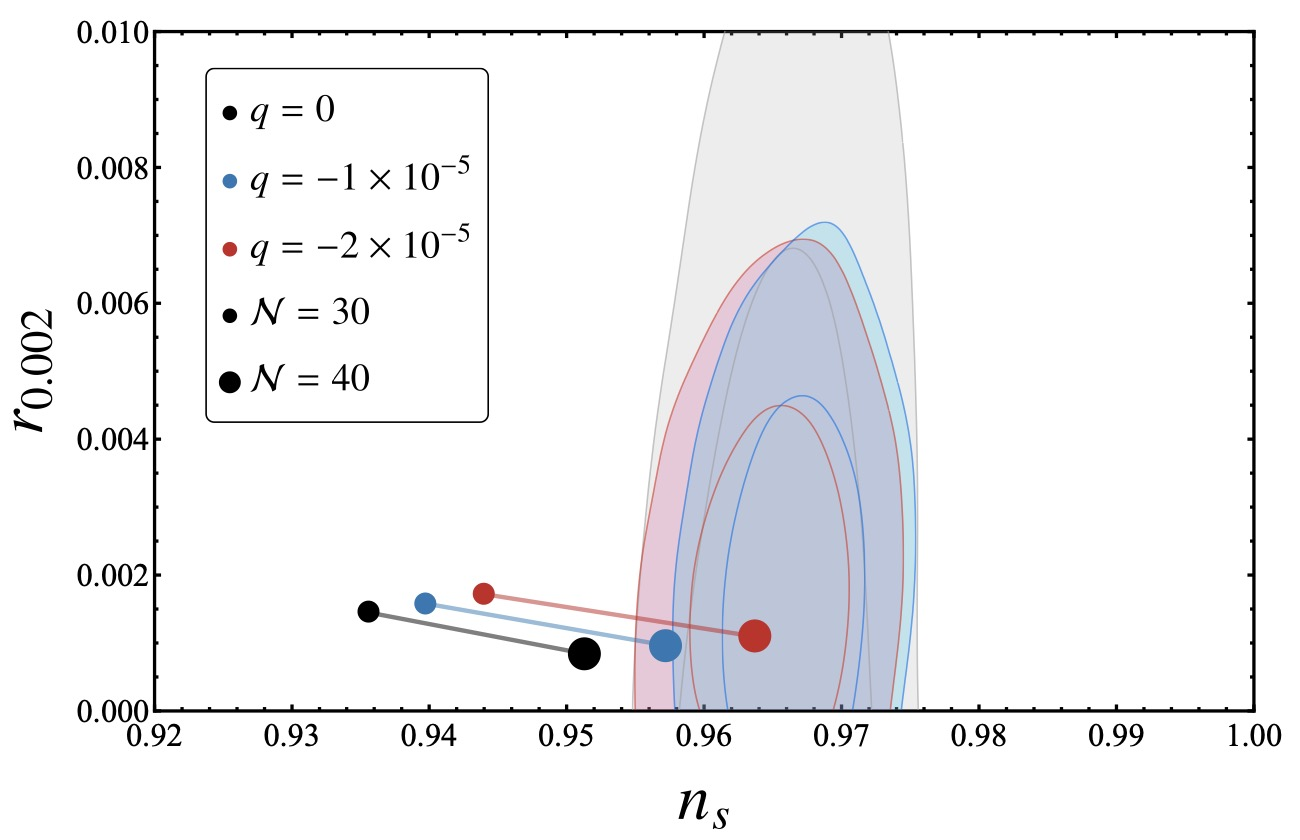 0.010
0.008
0.006
0.004
0.002
0.000
r0.002
q = 0
q = −1 × 10⁻⁵
q = −2 × 10⁻⁵
𝒩 = 30
𝒩 = 40
0.92 0.93 0.94 0.95 0.96 0.97 0.98 0.99 1.00
nₛ